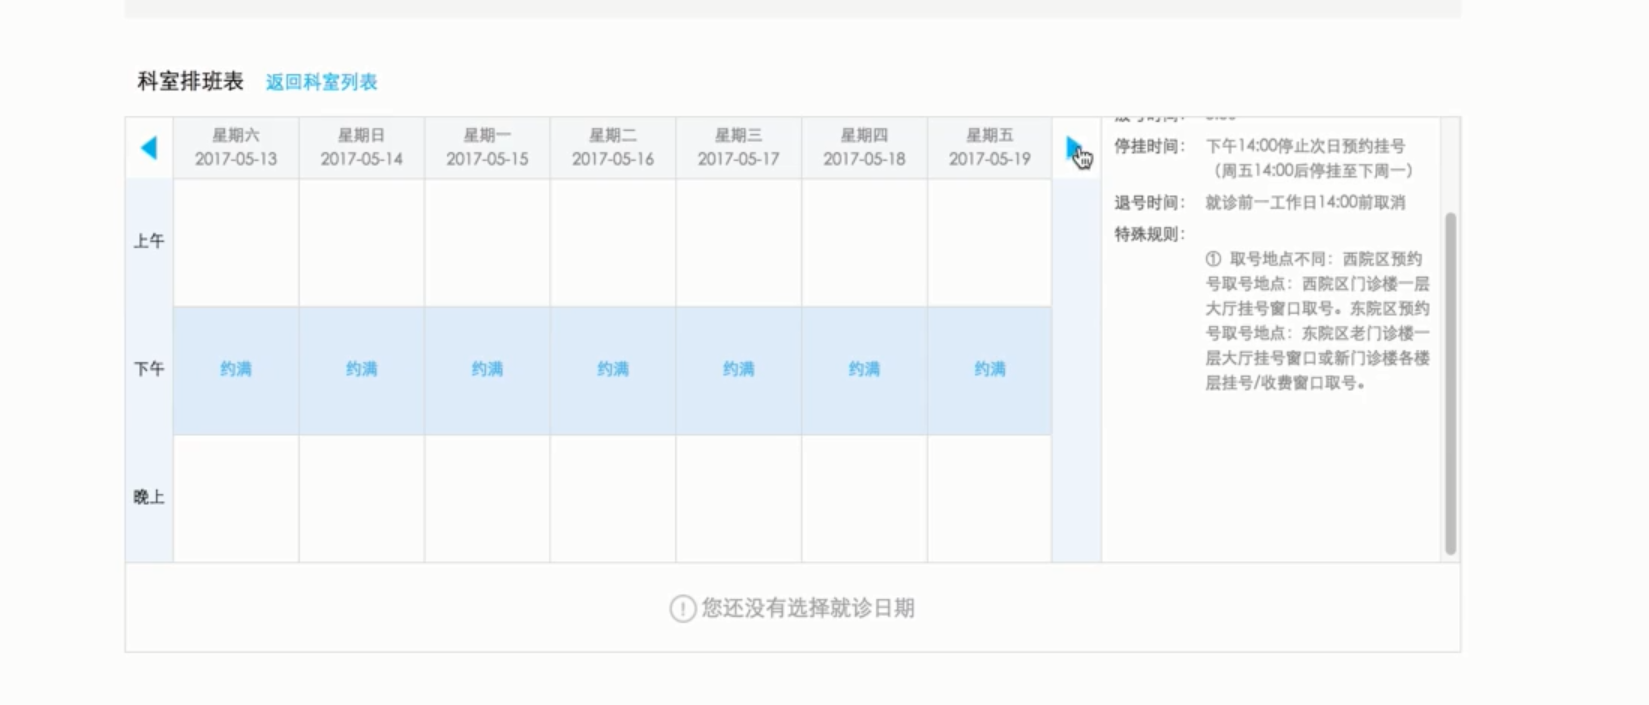 科室排班表 返回科室列表
星期六 星期日 星期一 星期二 星期三 星期四 星期五
2017-05-13 2017-05-14 2017-05-15 2017-05-16 2017-05-17 2017-05-18 2017-05-19
上午
下午 约满 约满 约满 约满 约满 约满 约满
晚上
停挂时间： 下午14:00停止次日预约挂号
（周五14:00后停挂至下周一）
退号时间： 就诊前一工作日14:00前取消
特殊规则：
① 取号地点不同：西院区预约
号取号地点：西院区门诊楼一层
大厅挂号窗口取号。东院区预约
号取号地点：东院区老门诊楼一
层大厅挂号窗口或新门诊楼各楼
层挂号/收费窗口取号。
您还没有选择就诊日期